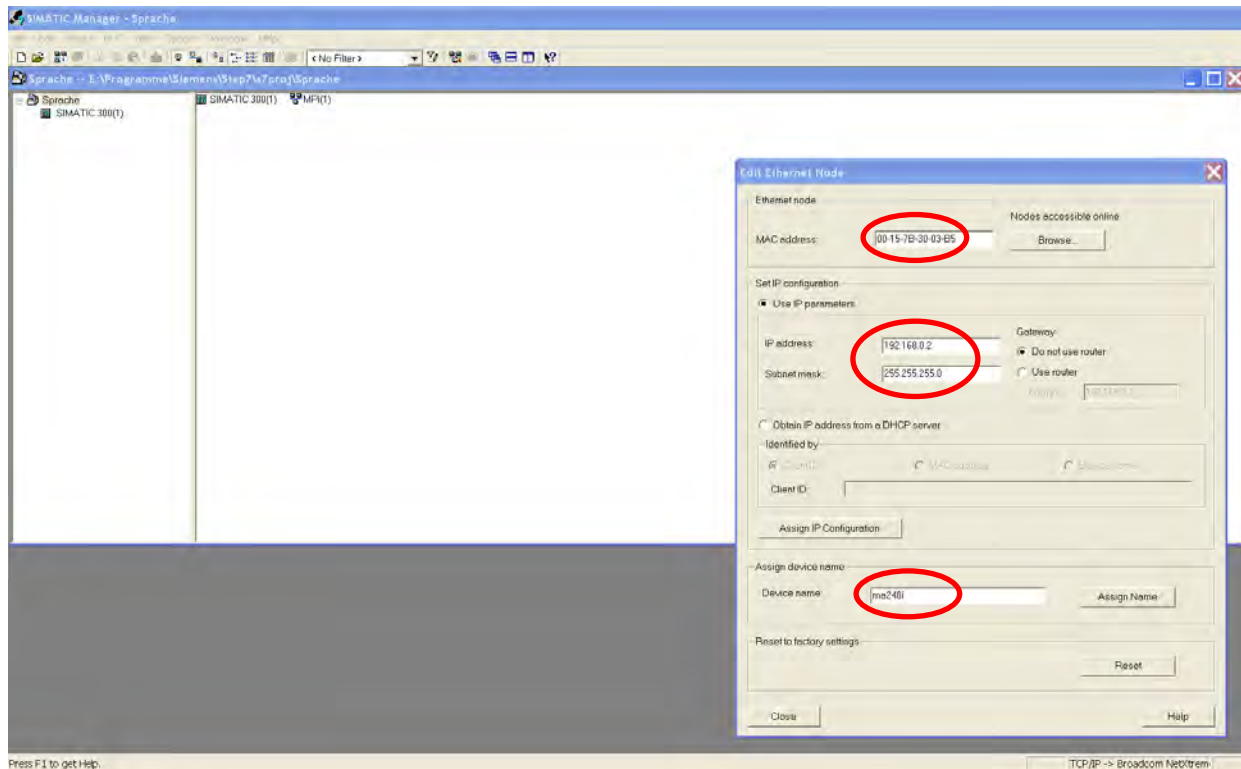 SIMATIC Manager - Sprache
<No Filter>
Sprache -- E:\Programme\Siemens\Step7\s7proj\Sprache
Sprache
SIMATIC 300(1)
SIMATIC 300(1) MPI(1)
Edit Ethernet Node
Ethernet node
Nodes accessible online
MAC address: 00-15-7B-30-03-B5 Browse...
Set IP configuration
Use IP parameters
IP address: 192.168.0.2
Subnet mask: 255.255.255.0
Gateway
Do not use router
Use router
Obtain IP address from a DHCP server
Identified by
Client ID:
Assign IP Configuration
Assign device name
Device name: ma248i Assign Name
Reset to factory settings
Reset
Close Help
Press F1 to get Help.
TCP/IP -> Broadcom NetXtrem